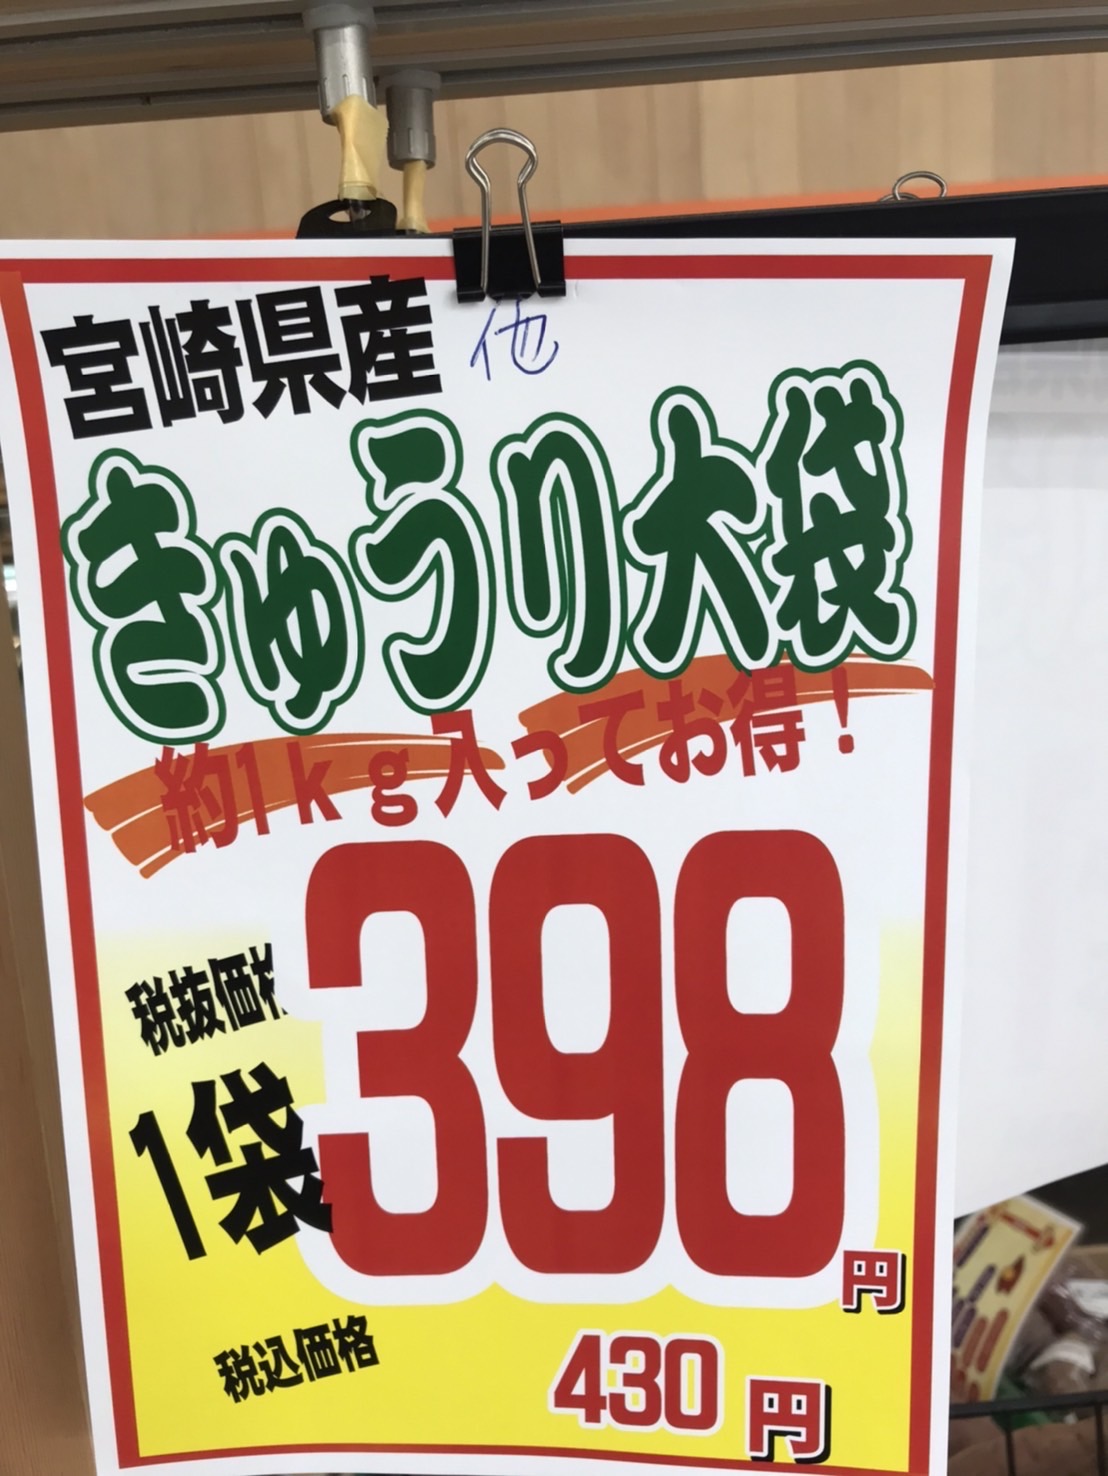 宮崎県産 他
きゅうり大袋
約1kg入ってお得！
税抜価格
1袋 398円
税込価格 430円